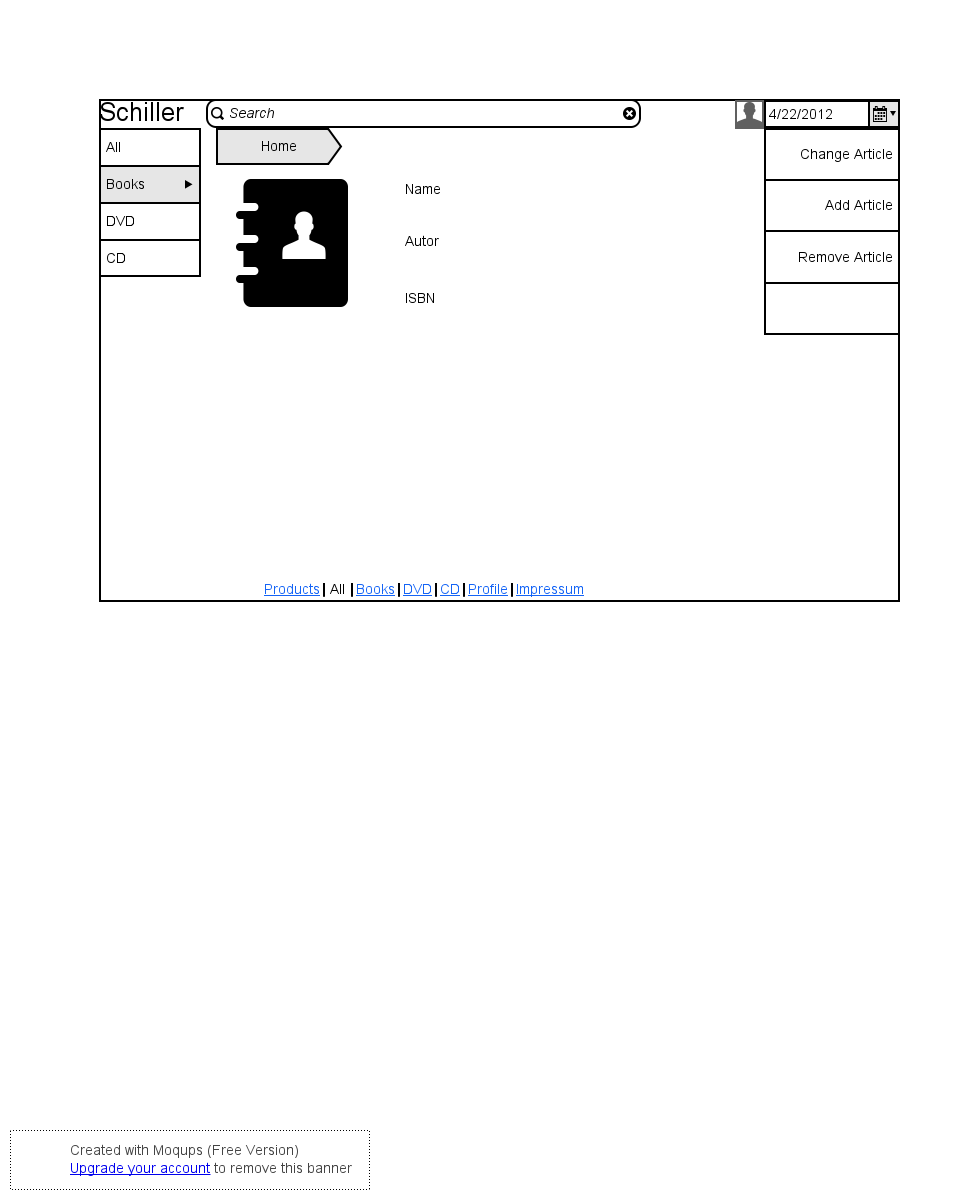 Schiller
Search
4/22/2012
All
Books
DVD
CD
Home
Name
Autor
ISBN
Change Article
Add Article
Remove Article
Products | All | Books | DVD | CD | Profile | Impressum
Created with Moqups (Free Version)
Upgrade your account to remove this banner